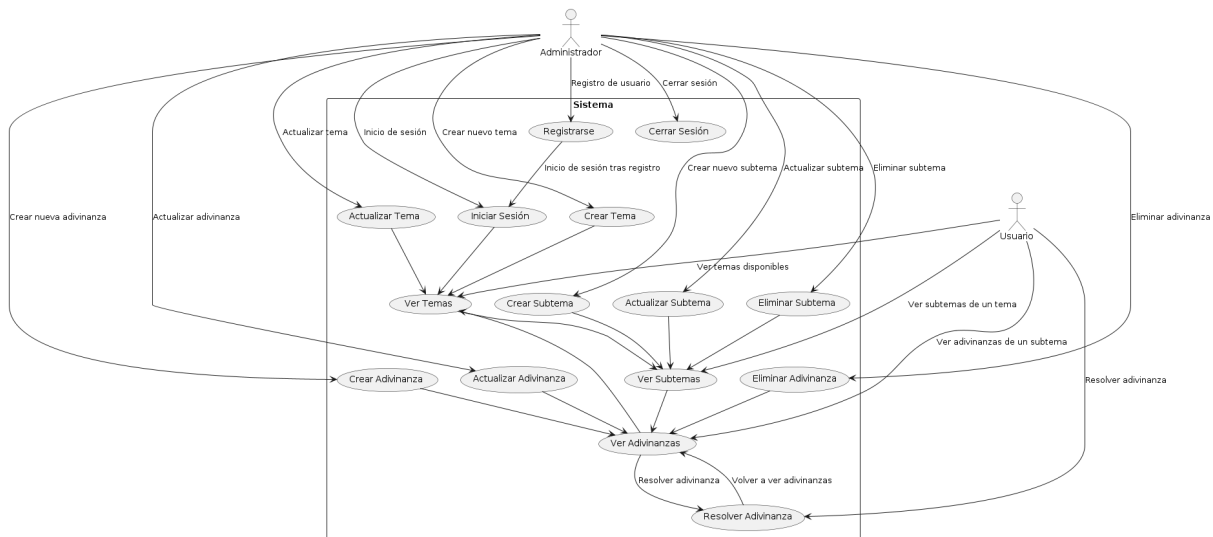 Administrador
Registro de usuario
Cerrar sesión
Sistema
Actualizar tema
Inicio de sesión
Crear nuevo tema
Registrarse
Cerrar Sesión
Inicio de sesión tras registro
Crear nuevo subtema
Actualizar subtema
Eliminar subtema
Crear nueva adivinanza
Actualizar adivinanza
Actualizar Tema
Iniciar Sesión
Crear Tema
Eliminar adivinanza
Usuario
Ver temas disponibles
Ver Temas
Crear Subtema
Actualizar Subtema
Eliminar Subtema
Ver subtemas de un tema
Ver adivinanzas de un subtema
Crear Adivinanza
Actualizar Adivinanza
Ver Subtemas
Eliminar Adivinanza
Resolver adivinanza
Ver Adivinanzas
Resolver adivinanza
Volver a ver adivinanzas
Resolver Adivinanza